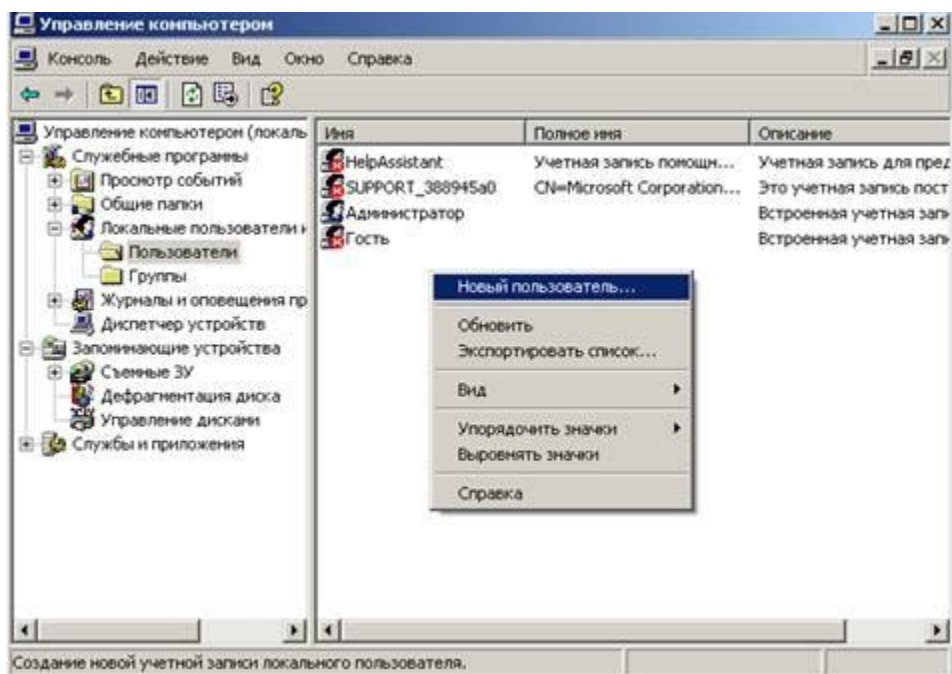 Управление компьютером
Консоль Действие Вид Окно Справка
Управление компьютером (локаль
Служебные программы
Просмотр событий
Общие папки
Локальные пользователи и
Пользователи
Группы
Журналы и оповещения пр
Диспетчер устройств
Запоминающие устройства
Съемные ЗУ
Дефрагментация диска
Управление дисками
Службы и приложения
Имя Полное имя Описание
HelpAssistant Учетная запись помощн... Учетная запись для пред
SUPPORT_388945a0 CN=Microsoft Corporation... Это учетная запись пост
Администратор Встроенная учетная зап
Гость Встроенная учетная зап
Новый пользователь...
Обновить
Экспортировать список...
Вид
Упорядочить значки
Выровнять значки
Справка
Создание новой учетной записи локального пользователя.